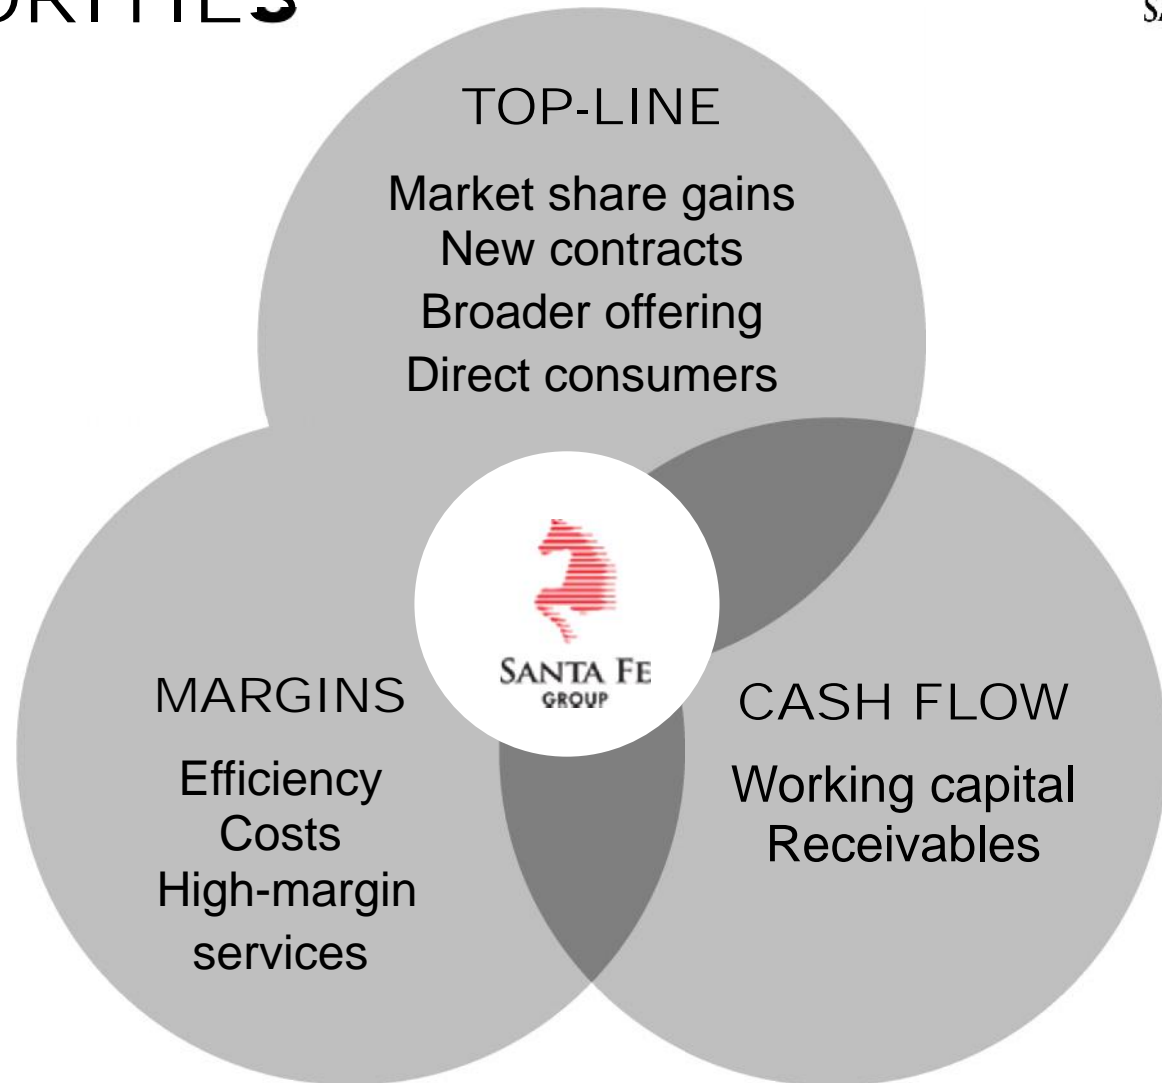 TOP-LINE
Market share gains
New contracts
Broader offering
Direct consumers
SANTA FE
GROUP
MARGINS
Efficiency
Costs
High-margin
services
CASH FLOW
Working capital
Receivables